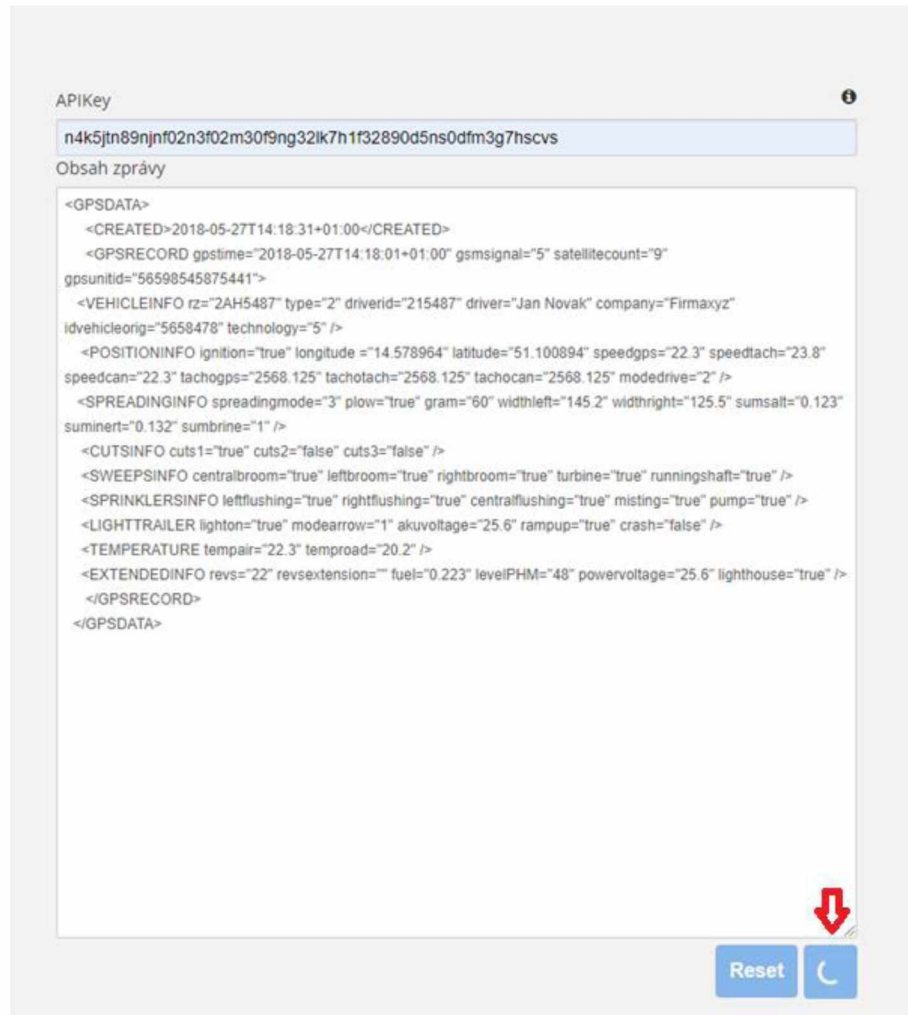 APIKey
n4k5jtn89njnf02n3f02m30f9ng32lk7h1f32890d5ns0dfm3g7hscvs
Obsah zprávy
<GPSDATA>
<CREATED>2018-05-27T14:18:31+01:00</CREATED>
<GPSRECORD gpstime="2018-05-27T14:18:01+01:00" gsmsignal="5" satellitecount="9"
gpsunitid="56598545875441">
<VEHICLEINFO rz="2AH5487" type="2" driverid="215487" driver="Jan Novak" company="Firmaxyz"
idvehicleorig="5658478" technology="5" />
<POSITIONINFO ignition="true" longitude ="14.578964" latitude="51.100894" speedgps="22.3" speedtach="23.8"
speedcan="22.3" tachogps="2568.125" tachotach="2568.125" tachocan="2568.125" modedrive="2" />
<SPREADINGINFO spreadingmode="3" plow="true" gram="60" widthleft="145.2" widthright="125.5" sumsalt="0.123"
suminert="0.132" sumbrine="1" />
<CUTSINFO cuts1="true" cuts2="false" cuts3="false" />
<SWEEPSINFO centralbroom="true" leftbroom="true" rightbroom="true" turbine="true" runningshaft="true" />
<SPRINKLERSINFO leftflushing="true" rightflushing="true" centralflushing="true" misting="true" pump="true" />
<LIGHTTRAILER lighton="true" modearrow="1" akuvoltage="25.6" rampup="true" crash="false" />
<TEMPERATURE tempair="22.3" temproad="20.2" />
<EXTENDEDINFO revs="22" revsextension="" fuel="0.223" levelPHM="48" powervoltage="25.6" lighthouse="true" />
</GPSRECORD>
</GPSDATA>
Reset